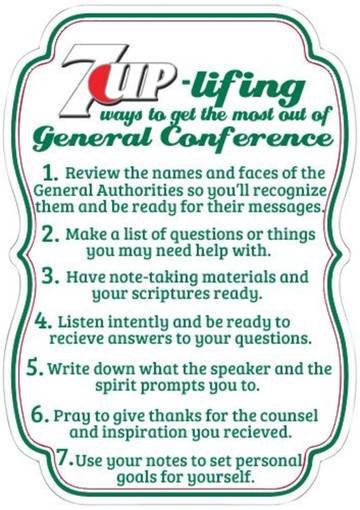 7UP-lifing
ways to get the most out of
General Conference
1. Review the names and faces of the
General Authorities so you'll recognize
them and be ready for their messages.
2. Make a list of questions or things
you may need help with.
3. Have note-taking materials and
your scriptures ready.
4. Listen intently and be ready to
recieve answers to your questions.
5. Write down what the speaker and the
spirit prompts you to.
6. Pray to give thanks for the counsel
and inspiration you recieved.
7. Use your notes to set personal
goals for yourself.